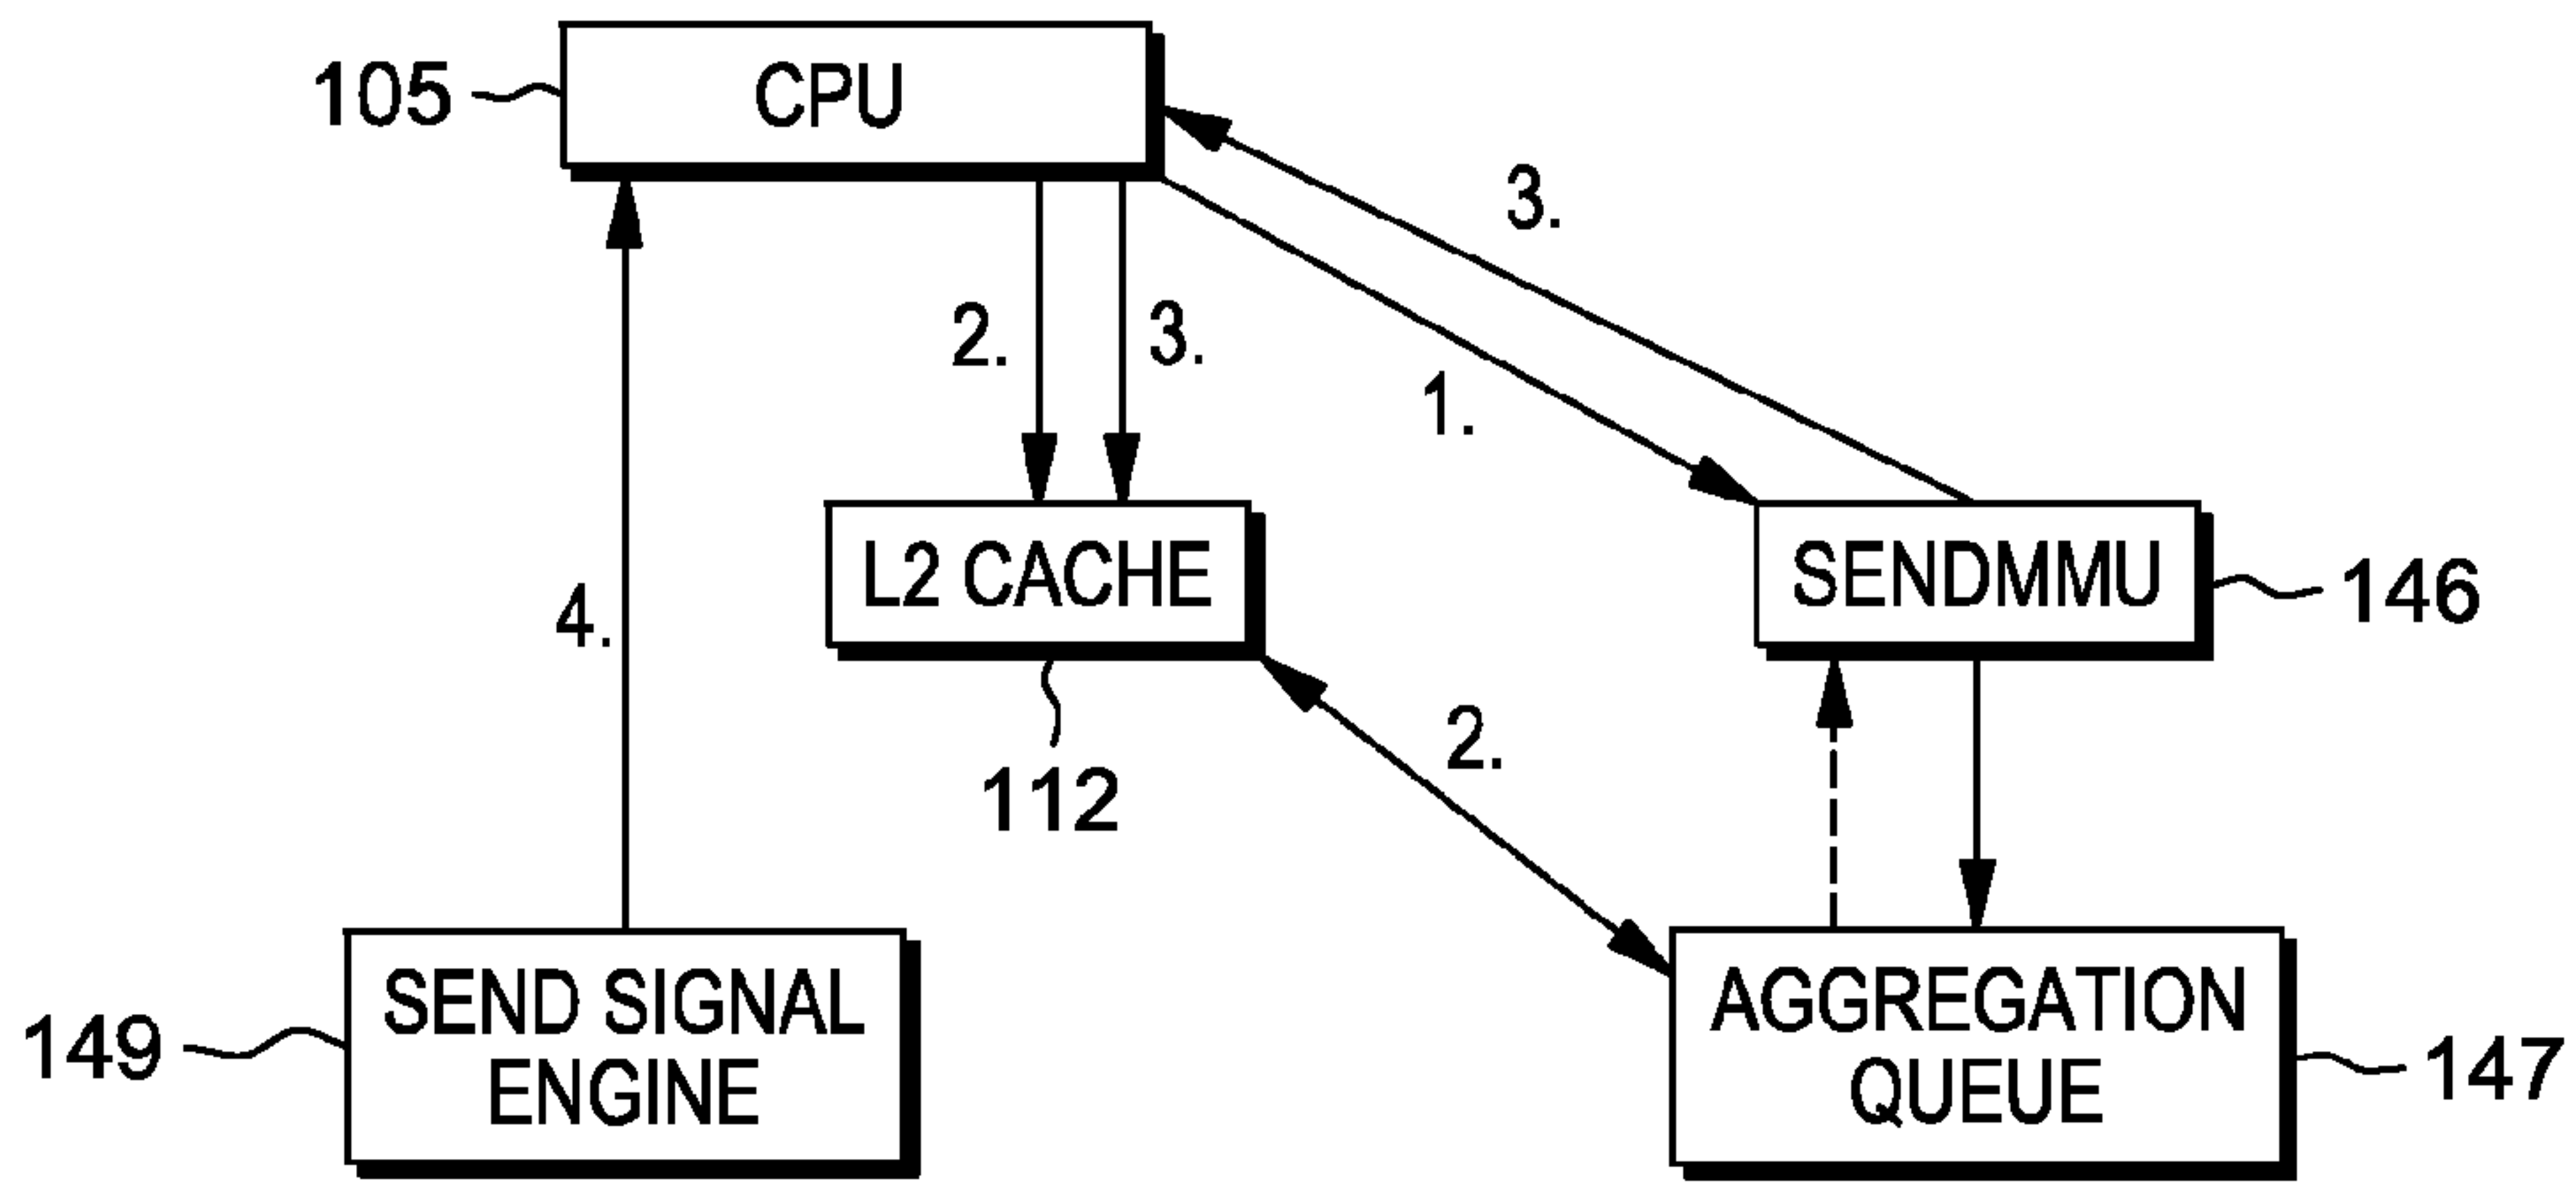 105
CPU
3.
2.
3.
1.
4.
L2 CACHE
SENDMMU
146
112
2.
149
SEND SIGNAL
ENGINE
AGGREGATION
QUEUE
147